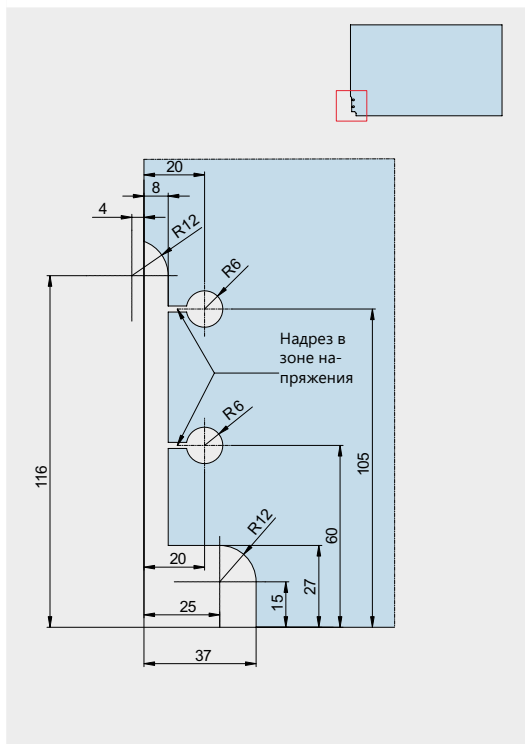 20
8
4
R12
R6
Надрез в
зоне на-
пряжения
R6
105
116
R12
60
20
27
15
25
37